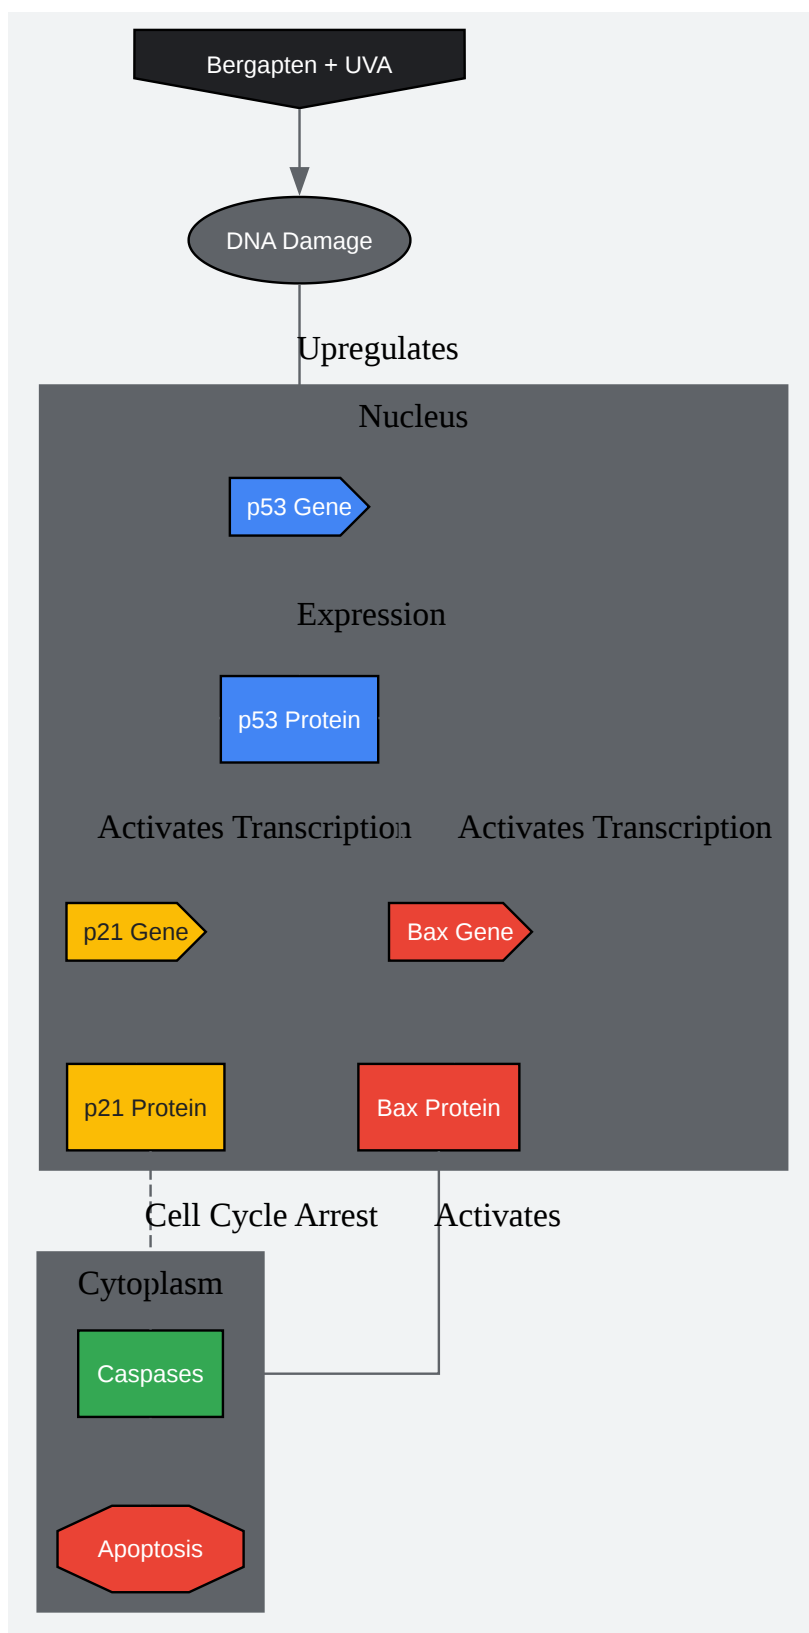 Bergapten + UVA
DNA Damage
Upregulates
Nucleus
p53 Gene
Expression
p53 Protein
Activates Transcription
Activates Transcription
p21 Gene
Bax Gene
p21 Protein
Bax Protein
Cell Cycle Arrest
Activates
Cytoplasm
Caspases
Apoptosis